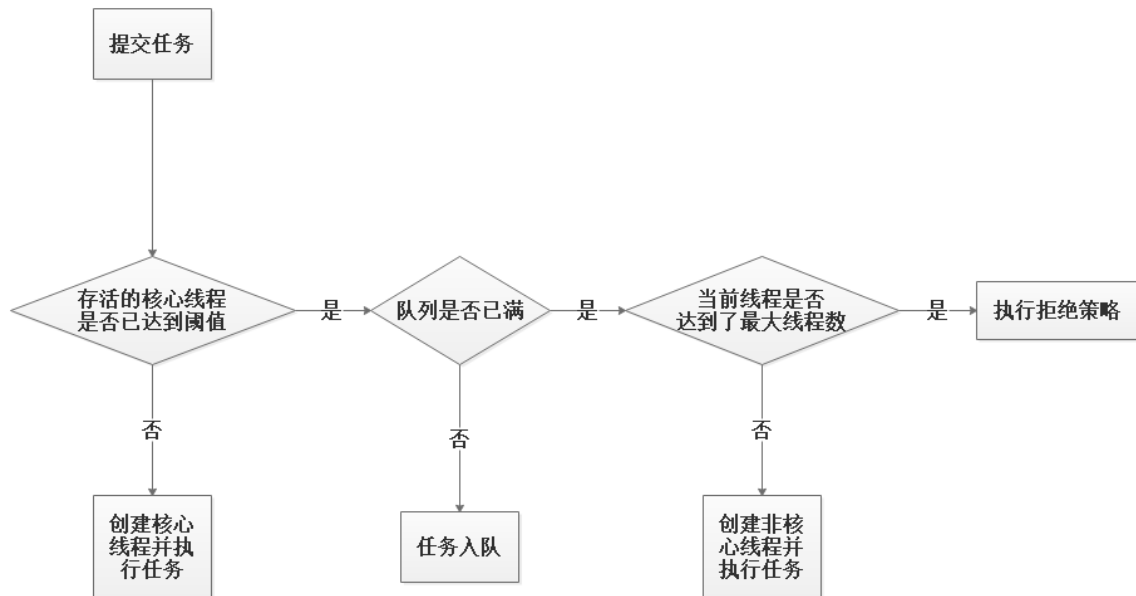 提交任务
存活的核心线程
是否已达到阈值
是
队列是否已满
是
当前线程是否
达到了最大线程数
是
执行拒绝策略
否
否
否
创建核心
线程并执
行任务
任务入队
创建非核
心线程并
执行任务